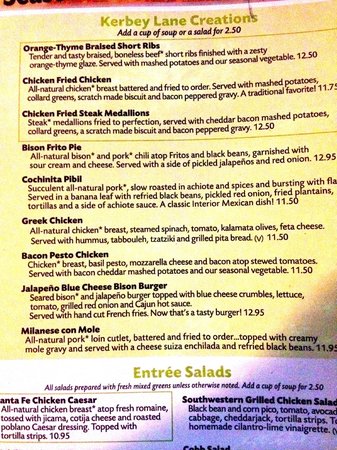 Kerbey Lane Creations
Add a cup of soup or a salad for 2.50
Orange-Thyme Braised Short Ribs
Tender and tasty braised, boneless beef* short ribs finished with a zesty
orange-thyme glaze. Served with mashed potatoes and our seasonal vegetable. 12.50
Chicken Fried Chicken
All-natural chicken* breast battered and fried to order. Served with mashed potatoes,
collard greens, scratch made biscuit and bacon peppered gravy. A traditional favorite! 11.75
Chicken Fried Steak Medallions
Steak* medallions fried to perfection, served with cheddar bacon mashed potatoes,
collard greens, a scratch made biscuit and bacon peppered gravy. 12.50
Bison Frito Pie
All-natural bison* and pork* chili atop Fritos and black beans, garnished with
sour cream and cheese. Served with a side of pickled jalapeños and red onion. 12.95
Cochinita Pibil
Succulent all-natural pork*, slow roasted in achiote and spices and bursting with fla
Served in a banana leaf with refried black beans, pickled red onion, fried plantains,
tortillas and a side of achiote sauce. A classic Interior Mexican dish! 11.50
Greek Chicken
All-natural chicken* breast, steamed spinach, tomato, kalamata olives, feta cheese.
Served with hummus, tabbouleh, tzatziki and grilled pita bread. (V) 11.50
Bacon Pesto Chicken
Chicken* breast, basil pesto, mozzarella cheese and bacon atop stewed tomatoes.
Served with bacon cheddar mashed potatoes and our seasonal vegetable. 11.50
Jalapeño Blue Cheese Bison Burger
Seared bison* and jalapeño burger topped with blue cheese crumbles, lettuce,
tomato, grilled red onion and Cajun hot sauce.
Served with hand cut French fries. Now that's a tasty burger! 12.95
Milanese con Mole
All-natural pork* loin cutlet, battered and fried to order...topped with creamy
mole gravy and served with a cheese suiza enchilada and refried black beans. 11.95
Entrée Salads
All salads prepared with fresh mixed greens unless otherwise noted. Add a cup of soup for 2.50
anta Fe Chicken Caesar
All-natural chicken breast* atop fresh romaine,
tossed with jicama, cotija cheese and roasted
poblano Caesar dressing. Topped with
tortilla strips. 10.95
Southwestern Grilled Chicken Salad
Black bean and corn pico, tomato, avocad
cabbage, cheddarjack, tortilla strips. T
homemade cilantro-lime vinaigrette. (V)
Cobb Salad